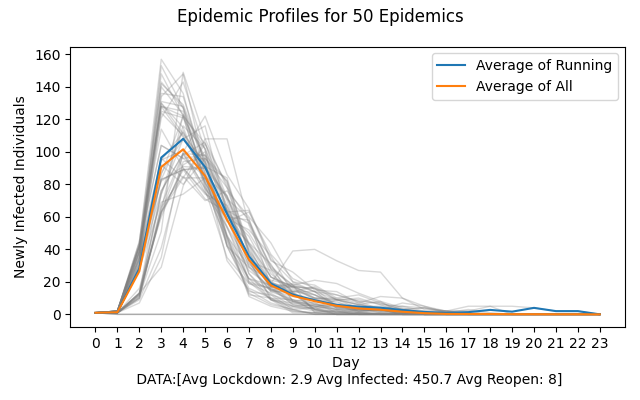 Epidemic Profiles for 50 Epidemics
160
140
120
100
80
60
40
20
0
Newly Infected Individuals
Average of Running
Average of All
0 1 2 3 4 5 6 7 8 9 10 11 12 13 14 15 16 17 18 19 20 21 22 23
Day
DATA:[Avg Lockdown: 2.9 Avg Infected: 450.7 Avg Reopen: 8]